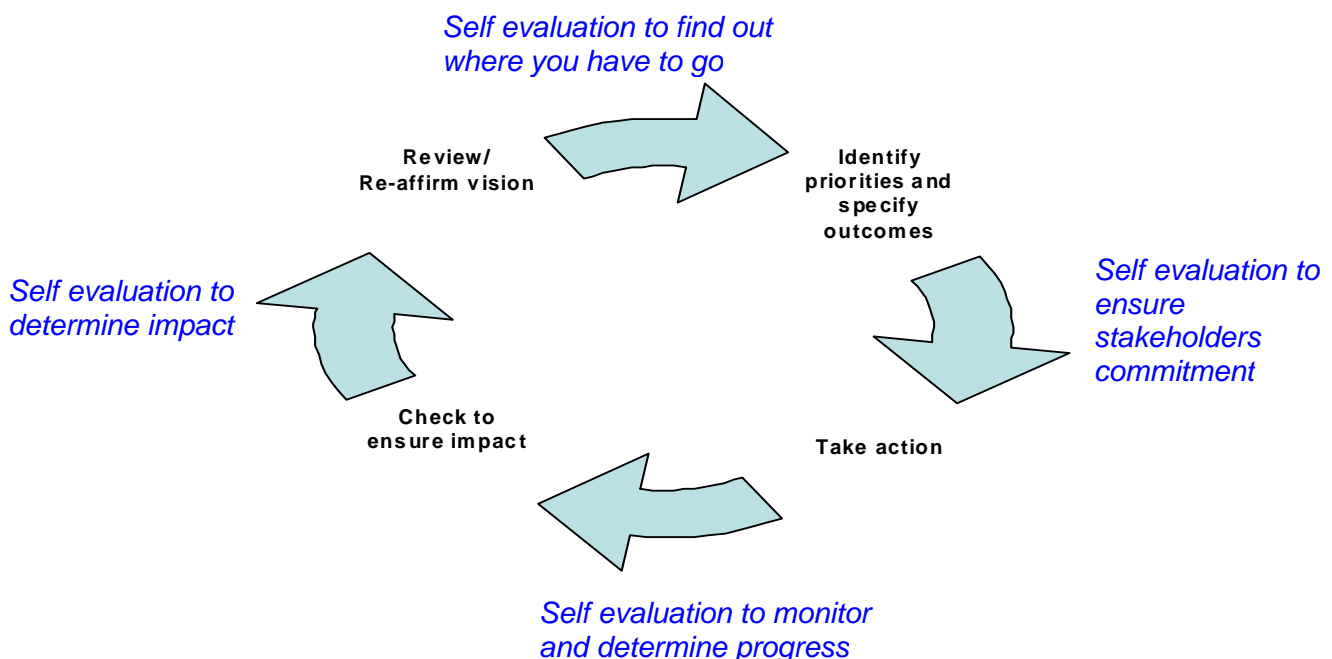 Self evaluation to find out
where you have to go
Review/
Re-affirm vision
Identify
priorities and
specify
outcomes
Self evaluation to
determine impact
Self evaluation to
ensure
stakeholders
commitment
Check to
ensure impact
Take action
Self evaluation to monitor
and determine progress